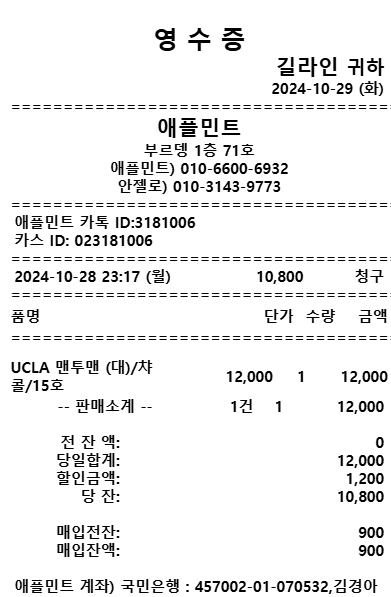 영 수 증
길라인 귀하
2024-10-29 (화)
================================
애플민트
부르뎅 1층 71호
애플민트) 010-6600-6932
안젤로) 010-3143-9773
================================
애플민트 카톡 ID:3181006
카스 ID: 023181006
================================
2024-10-28 23:17 (월) 10,800 청구
================================
품명 단가 수량 금액
================================
UCLA 맨투맨 (대)/챠
콜/15호 12,000 1 12,000
-- 판매소계 -- 1건 1 12,000
전 잔 액: 0
당일합계: 12,000
할인금액: 1,200
당 잔: 10,800
매입전잔: 900
매입잔액: 900
애플민트 계좌) 국민은행 : 457002-01-070532,김경아